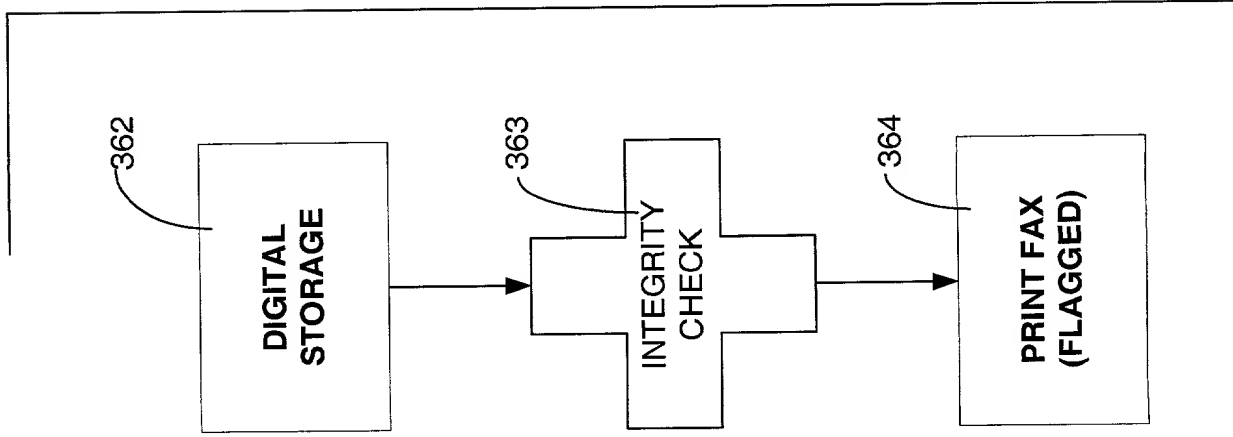 362
DIGITAL
STORAGE
363
INTEGRITY
CHECK
364
PRINT FAX
(FLAGGED)